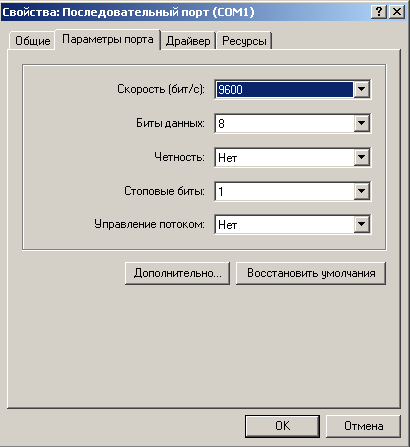 Свойства: Последовательный порт (COM1)
Общие Параметры порта Драйвер Ресурсы
Скорость (бит/с): 9600
Биты данных: 8
Четность: Нет
Стоповые биты: 1
Управление потоком: Нет
Дополнительно... Восстановить умолчания
OK Отмена